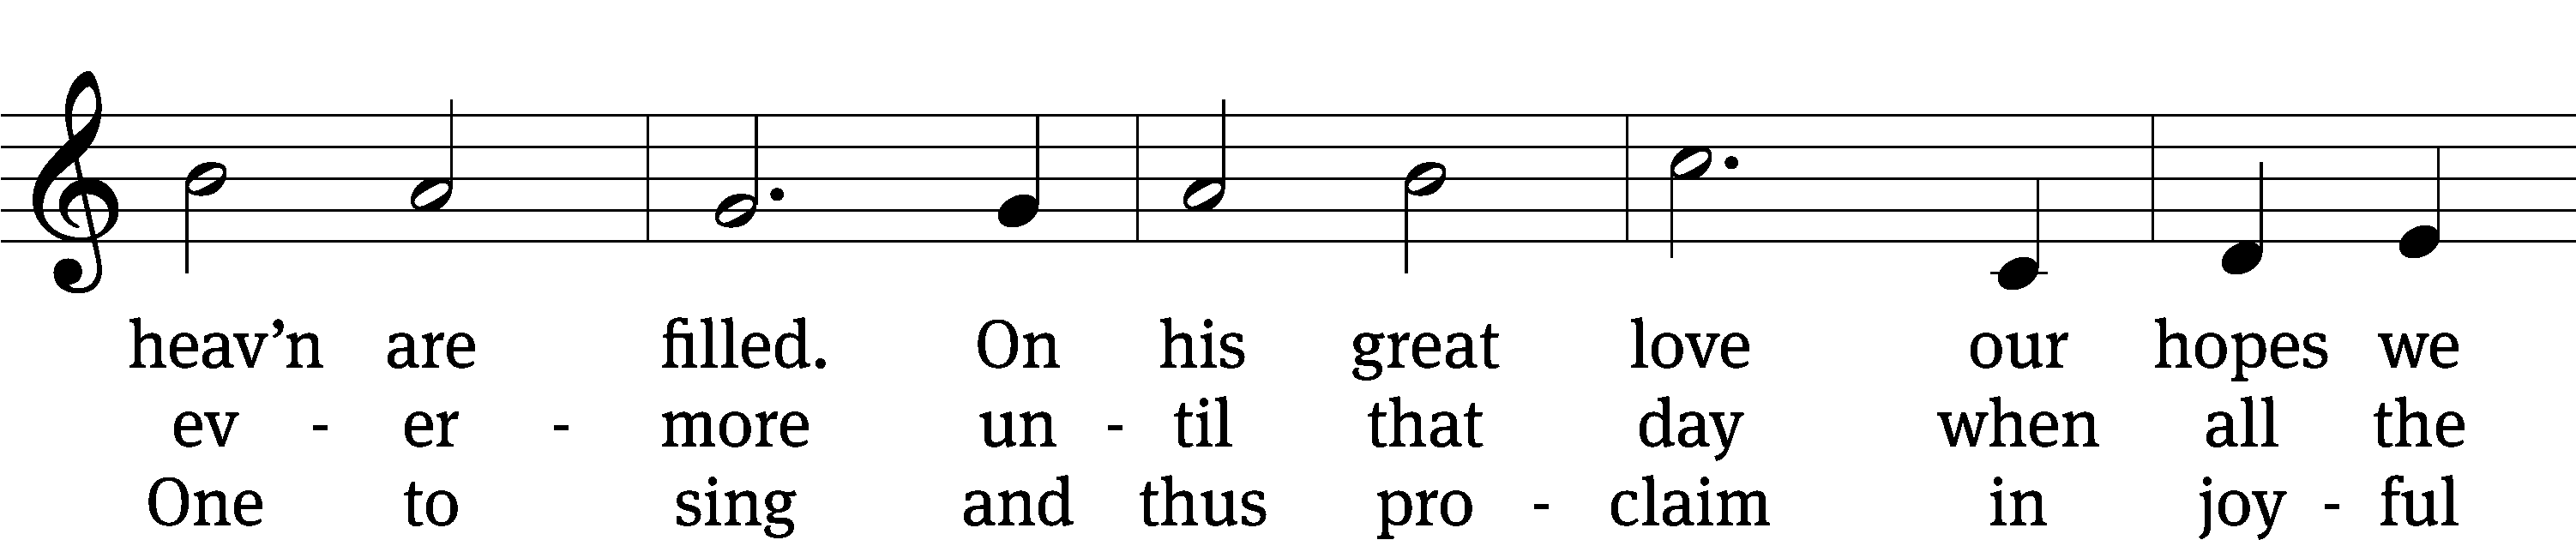 heav’n are filled. On his great love our hopes we
ev - er - more un - til that day when all the
One to sing and thus pro - claim in joy - ful